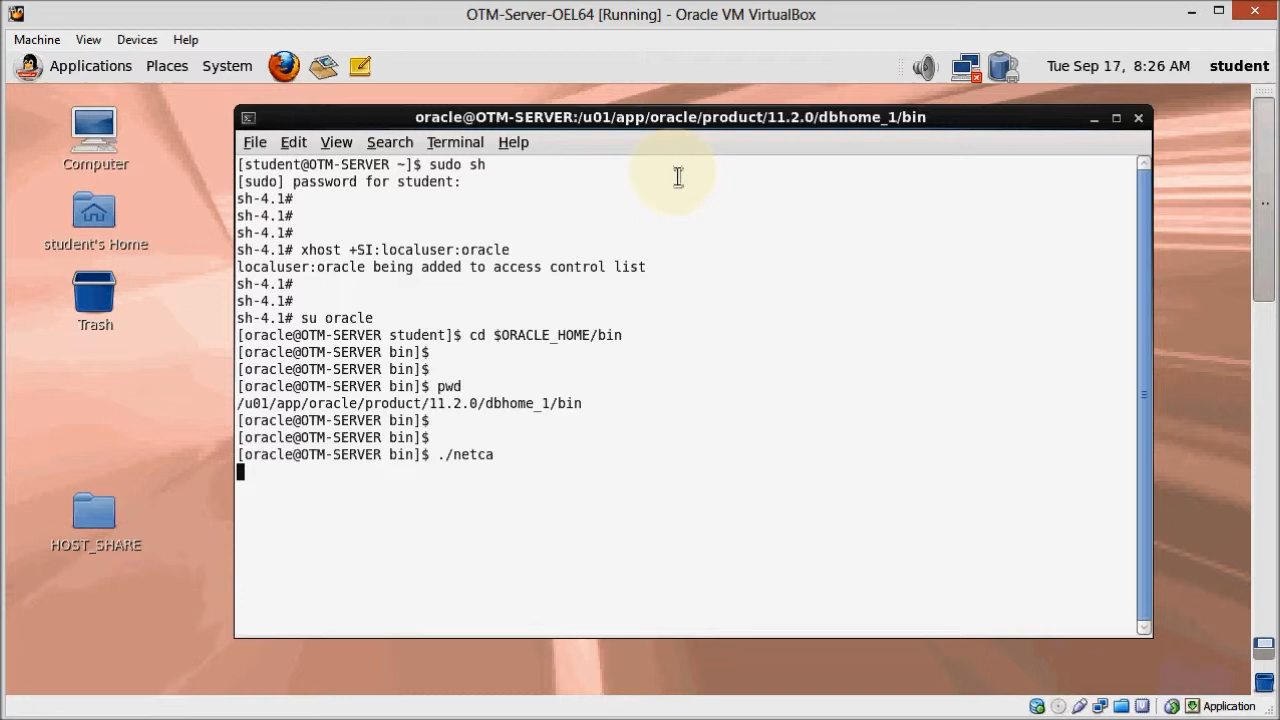 OTM-Server-OEL64 [Running] - Oracle VM VirtualBox
Machine View Devices Help
Applications Places System Tue Sep 17, 8:26 AM student
oracle@OTM-SERVER:/u01/app/oracle/product/11.2.0/dbhome_1/bin
File Edit View Search Terminal Help
Computer
student's Home
Trash
HOST_SHARE
[student@OTM-SERVER ~]$ sudo sh
[sudo] password for student:
sh-4.1#
sh-4.1#
sh-4.1#
sh-4.1# xhost +SI:localuser:oracle
localuser:oracle being added to access control list
sh-4.1#
sh-4.1#
sh-4.1# su oracle
[oracle@OTM-SERVER student]$ cd $ORACLE_HOME/bin
[oracle@OTM-SERVER bin]$
[oracle@OTM-SERVER bin]$
[oracle@OTM-SERVER bin]$ pwd
/u01/app/oracle/product/11.2.0/dbhome_1/bin
[oracle@OTM-SERVER bin]$
[oracle@OTM-SERVER bin]$
[oracle@OTM-SERVER bin]$ ./netca
Application